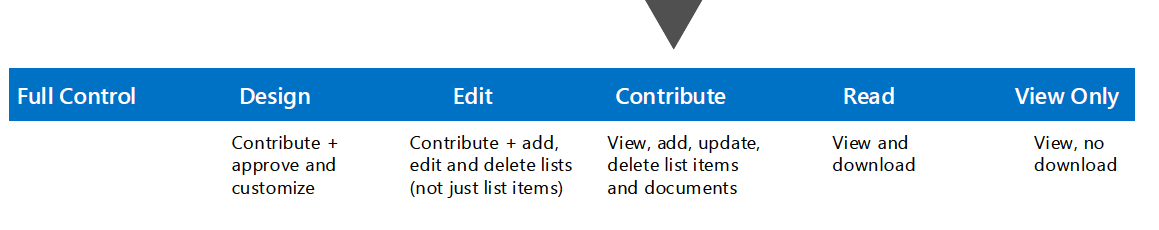 Full Control
Design
Edit
Contribute
Read
View Only
Contribute +
approve and
customize
Contribute + add,
edit and delete lists
(not just list items)
View, add, update,
delete list items
and documents
View and
download
View, no
download